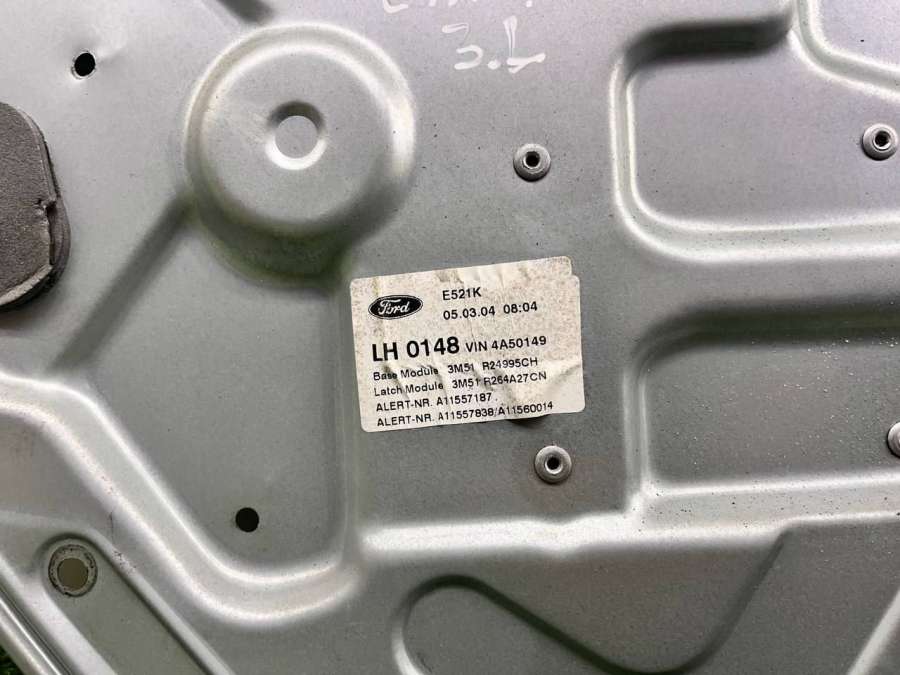 3.L
Ford
E521K
05.03.04 08:04
LH 0148 VIN 4A50149
Base Module 3M51 R24995CH
Latch Module 3M51 R264A27CN
ALERT-NR. A11557187
ALERT-NR. A11557838/A11560014